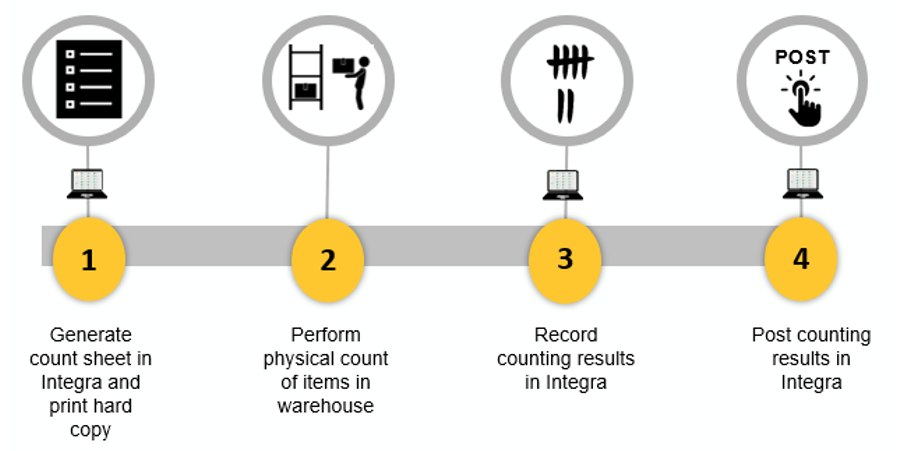 POST
1
2
3
4
Generate
count sheet in
Integra and
print hard
copy
Perform
physical count
of items in
warehouse
Record
counting results
in Integra
Post counting
results in
Integra